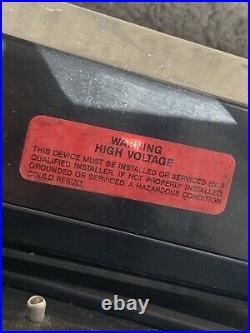 WARNING
HIGH VOLTAGE
THIS DEVICE MUST BE INSTALLED OR SERVICED BY A
QUALIFIED INSTALLER. IF NOT PROPERLY INSTALLED
GROUNDED OR SERVICED A HAZARDOUS CONDITION
COULD RESULT